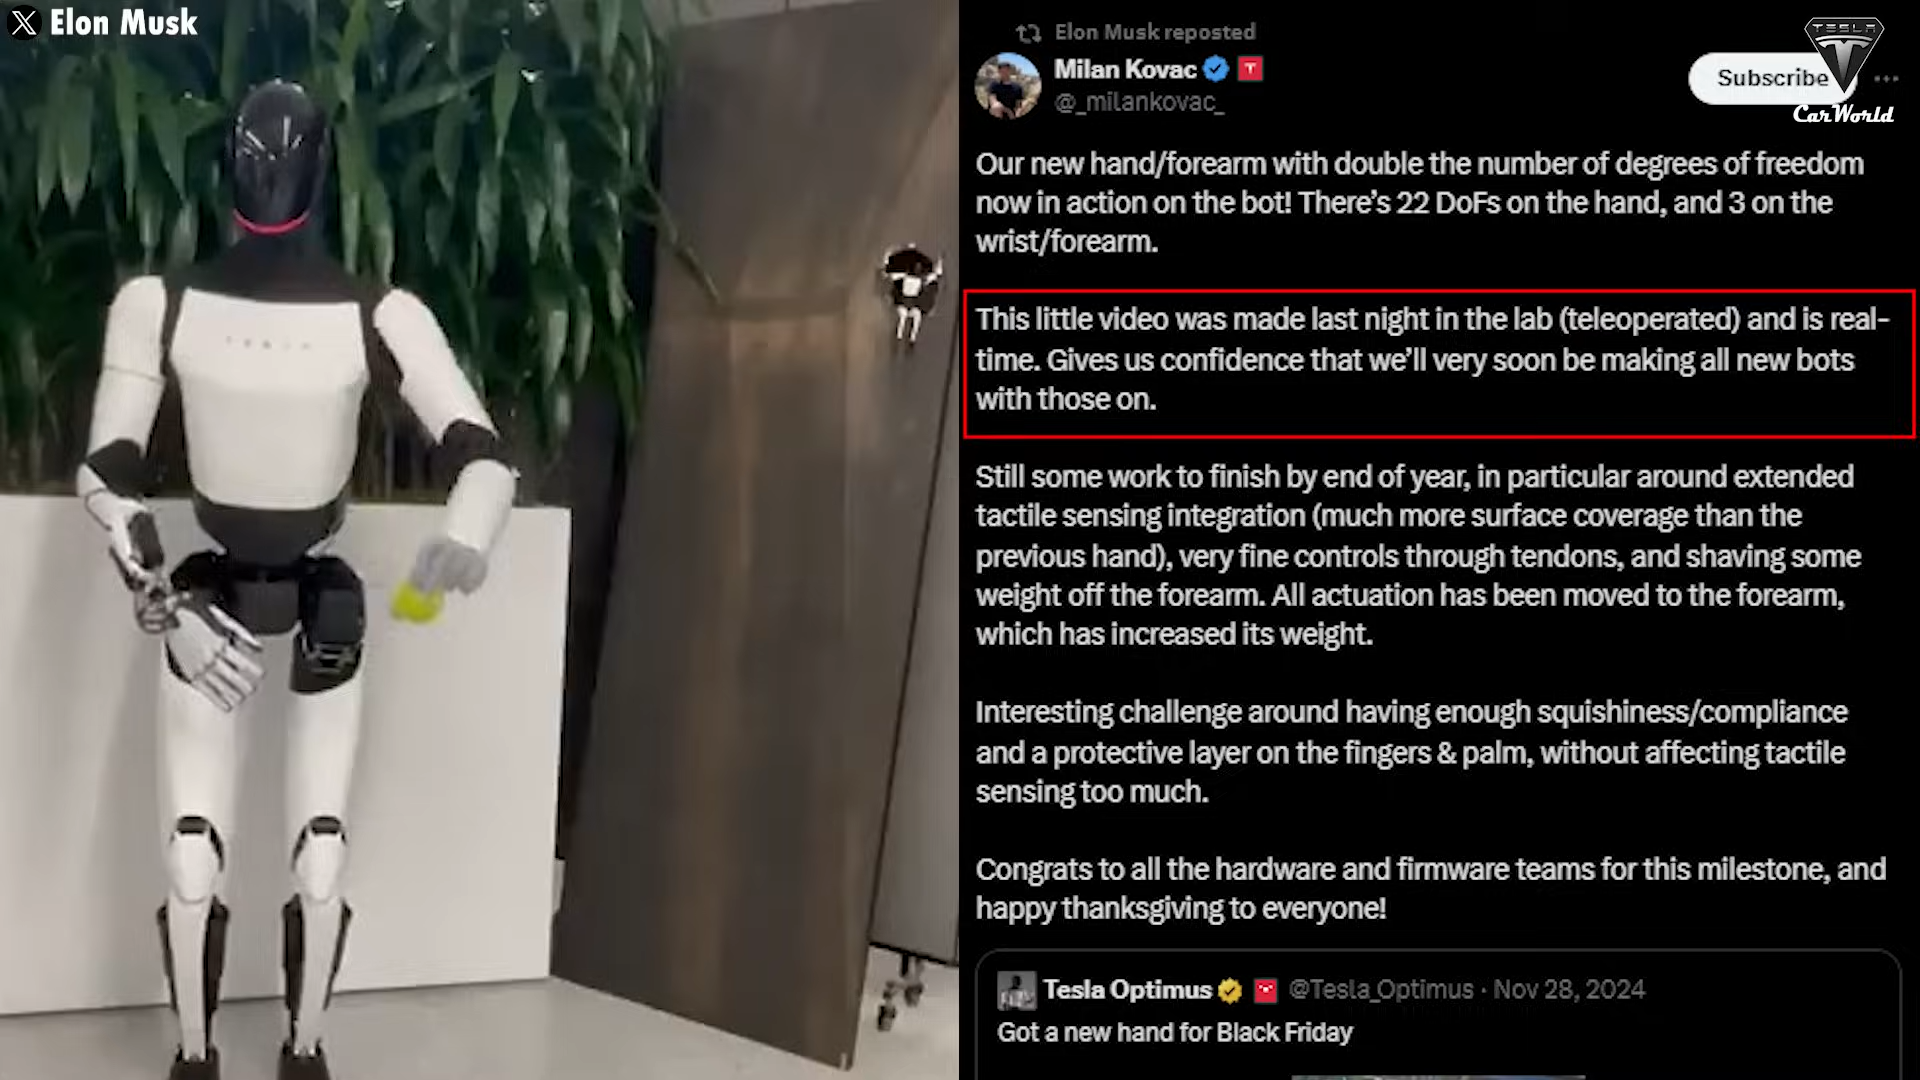 Elon Musk
Elon Musk reposted
Milan Kovac
@_milankovac_
Subscribe
TESLA
CarWorld
Our new hand/forearm with double the number of degrees of freedom
now in action on the bot! There's 22 DoFs on the hand, and 3 on the
wrist/forearm.
This little video was made last night in the lab (teleoperated) and is real-
time. Gives us confidence that we'll very soon be making all new bots
with those on.
Still some work to finish by end of year, in particular around extended
tactile sensing integration (much more surface coverage than the
previous hand), very fine controls through tendons, and shaving some
weight off the forearm. All actuation has been moved to the forearm,
which has increased its weight.
Interesting challenge around having enough squishiness/compliance
and a protective layer on the fingers & palm, without affecting tactile
sensing too much.
Congrats to all the hardware and firmware teams for this milestone, and
happy thanksgiving to everyone!
Tesla Optimus @Tesla_Optimus · Nov 28, 2024
Got a new hand for Black Friday